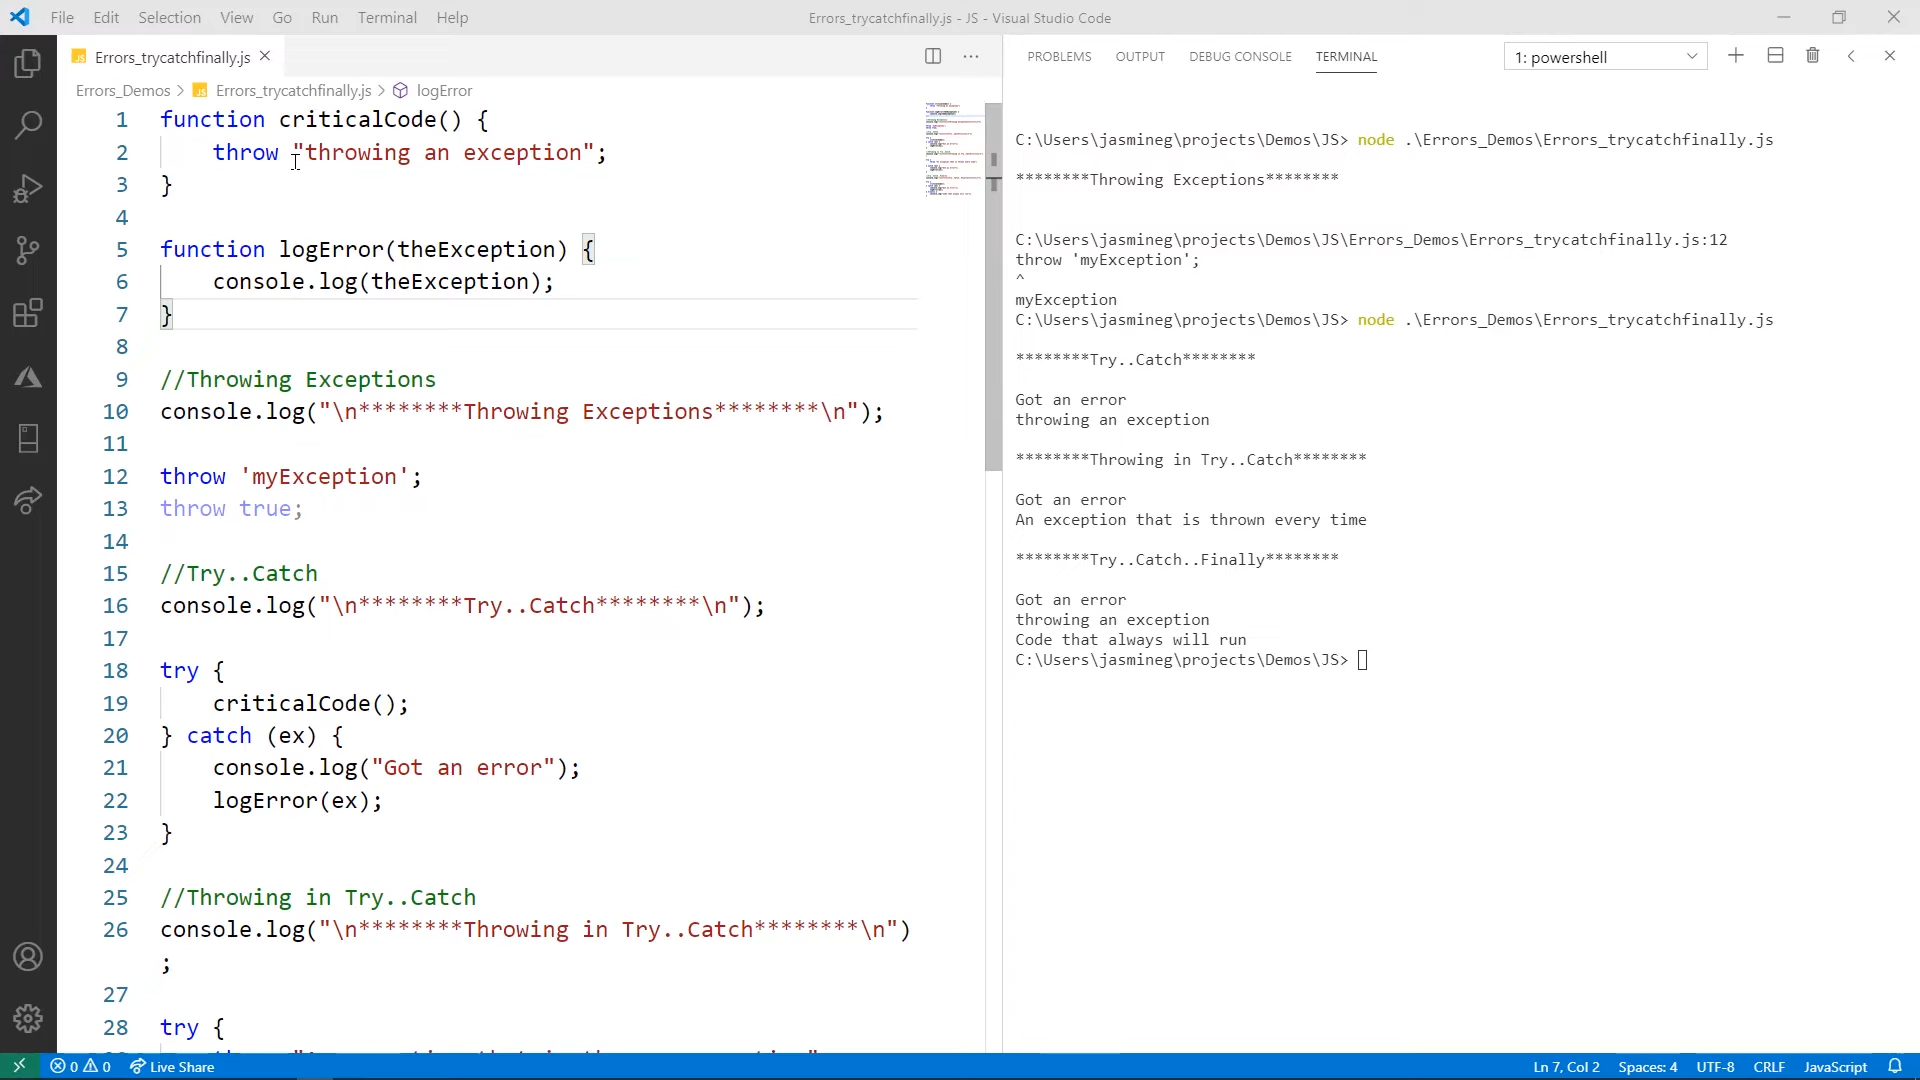 File Edit Selection View Go Run Terminal Help
Errors_trycatchfinally.js - JS - Visual Studio Code
JS Errors_trycatchfinally.js
Errors_Demos > JS Errors_trycatchfinally.js > logError
1 function criticalCode() {
2     throw "throwing an exception";
3 }
4
5 function logError(theException) {
6     console.log(theException);
7 }
8
9 //Throwing Exceptions
10 console.log("\n********Throwing Exceptions********\n");
11
12 throw 'myException';
13 throw true;
14
15 //Try..Catch
16 console.log("\n********Try..Catch********\n");
17
18 try {
19     criticalCode();
20 } catch (ex) {
21     console.log("Got an error");
22     logError(ex);
23 }
24
25 //Throwing in Try..Catch
26 console.log("\n********Throwing in Try..Catch********\n")
;
27
28 try {
PROBLEMS OUTPUT DEBUG CONSOLE TERMINAL
1: powershell
C:\Users\jasmineg\projects\Demos\JS> node .\Errors_Demos\Errors_trycatchfinally.js
********Throwing Exceptions********
C:\Users\jasmineg\projects\Demos\JS\Errors_Demos\Errors_trycatchfinally.js:12
throw 'myException';
^
myException
C:\Users\jasmineg\projects\Demos\JS> node .\Errors_Demos\Errors_trycatchfinally.js
********Try..Catch********
Got an error
throwing an exception
********Throwing in Try..Catch********
Got an error
An exception that is thrown every time
********Try..Catch..Finally********
Got an error
throwing an exception
Code that always will run
C:\Users\jasmineg\projects\Demos\JS>
0 0 Live Share
Ln 7, Col 2 Spaces: 4 UTF-8 CRLF JavaScript